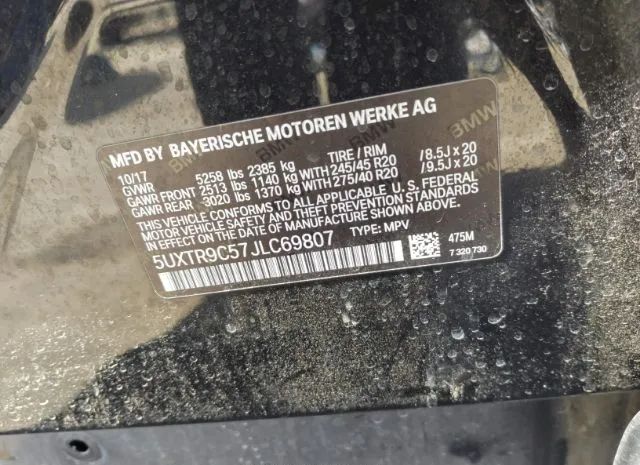 MFD BY BAYERISCHE MOTOREN WERKE AG
10/17 TIRE / RIM
GVWR 5258 lbs 2385 kg
GAWR FRONT 2513 lbs 1140 kg WITH 245/45 R20 /8.5J x 20
GAWR REAR 3020 lbs 1370 kg WITH 275/40 R20 /9.5J x 20
THIS VEHICLE CONFORMS TO ALL APPLICABLE U. S. FEDERAL
MOTOR VEHICLE SAFETY AND THEFT PREVENTION STANDARDS
IN EFFECT ON THE DATE OF MANUFACTURE SHOWN ABOVE.
5UXTR9C57JLC69807 TYPE: MPV
475M
7 320 730
BMW
BMW
BMW